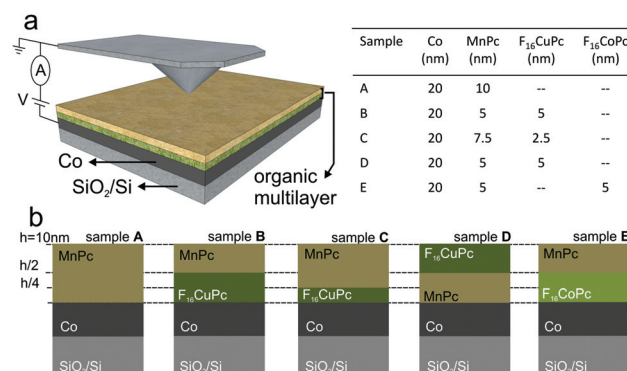 a
A
V
Co
SiO₂/Si
organic
multilayer
Sample Co MnPc F₁₆CuPc F₁₆CoPc
(nm) (nm) (nm) (nm)
A 20 10 -- --
B 20 5 5 --
C 20 7.5 2.5 --
D 20 5 5 --
E 20 5 -- 5
b
h=10nm sample A sample B sample C sample D sample E
MnPc MnPc MnPc F₁₆CuPc MnPc
h/2
h/4
F₁₆CuPc F₁₆CuPc MnPc F₁₆CoPc
Co Co Co Co Co
SiO₂/Si SiO₂/Si SiO₂/Si SiO₂/Si SiO₂/Si